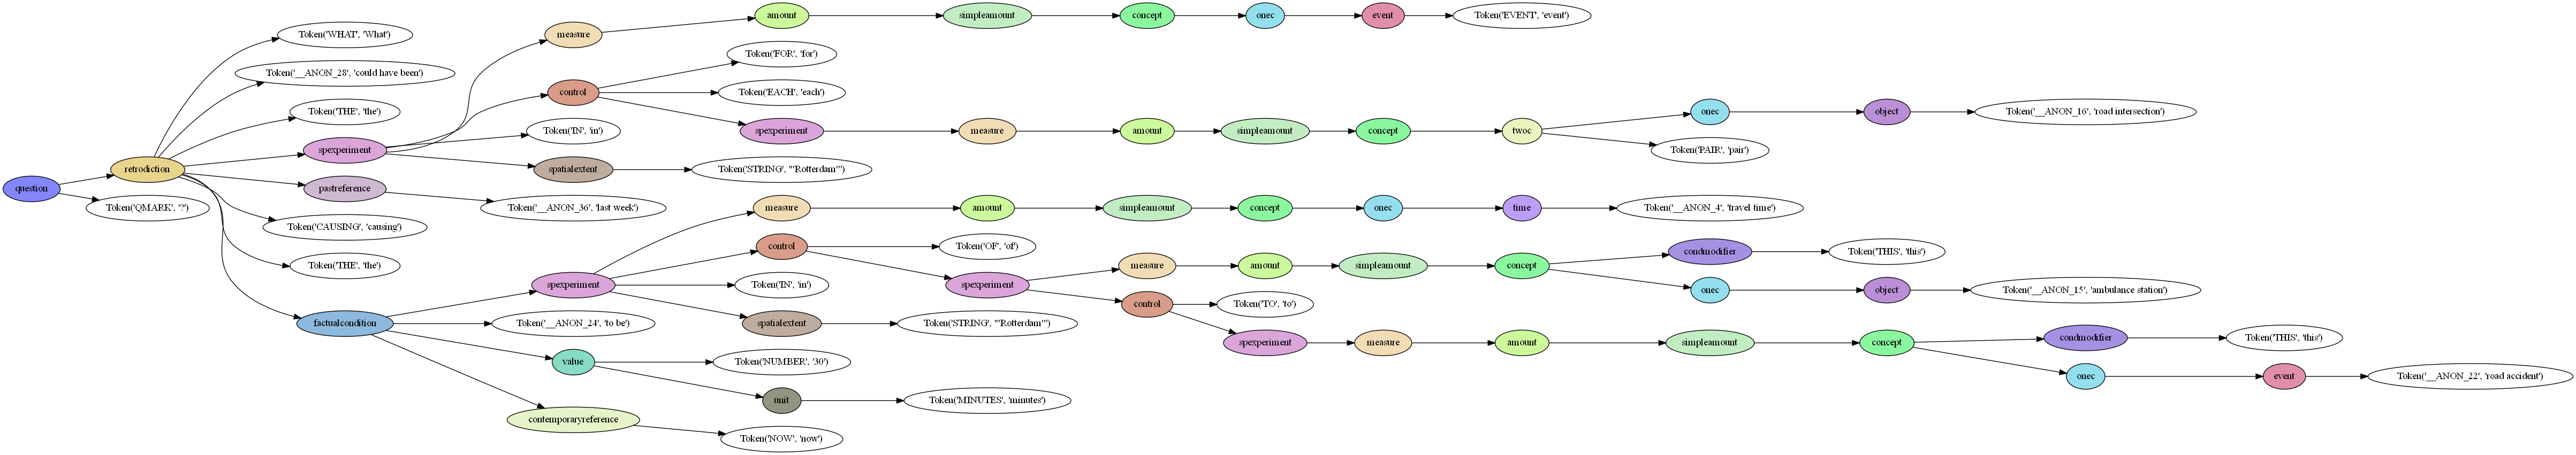 question
retrodiction
Token('WHAT', 'What')
Token('__ANON_28', 'could have been')
Token('THE', 'the')
spexperiment
measure
amount
simpleamount
concept
onec
event
Token('EVENT', 'event')
control
Token('FOR', 'for')
Token('EACH', 'each')
spexperiment
measure
amount
simpleamount
concept
twoc
onec
object
Token('__ANON_16', 'road intersection')
Token('PAIR', 'pair')
Token('IN', 'in')
spatialextent
Token('STRING', "'Rotterdam'")
pastreference
Token('__ANON_36', 'last week')
Token('CAUSING', 'causing')
Token('THE', 'the')
factualcondition
spexperiment
measure
amount
simpleamount
concept
onec
time
Token('__ANON_4', 'travel time')
control
Token('OF', 'of')
spexperiment
measure
amount
simpleamount
concept
condmodifier
Token('THIS', 'this')
onec
object
Token('__ANON_15', 'ambulance station')
control
Token('TO', 'to')
spexperiment
measure
amount
simpleamount
concept
condmodifier
Token('THIS', 'this')
onec
event
Token('__ANON_22', 'road accident')
Token('IN', 'in')
spatialextent
Token('STRING', "'Rotterdam'")
Token('__ANON_24', 'to be')
value
Token('NUMBER', '30')
unit
Token('MINUTES', 'minutes')
contemporaryreference
Token('NOW', 'now')
Token('QMARK', '?')